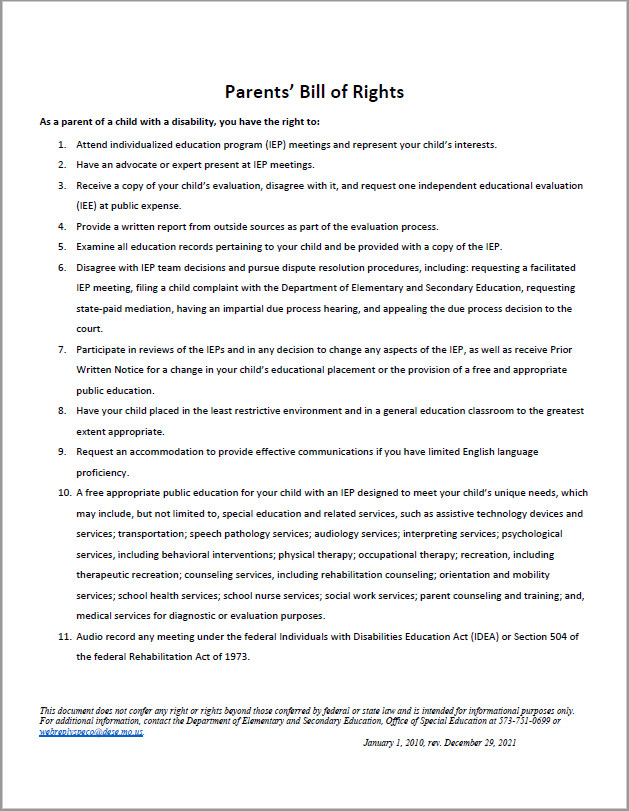 Parents' Bill of Rights
As a parent of a child with a disability, you have the right to:
1. Attend individualized education program (IEP) meetings and represent your child's interests.
2. Have an advocate or expert present at IEP meetings.
3. Receive a copy of your child's evaluation, disagree with it, and request one independent educational evaluation
(IEE) at public expense.
4. Provide a written report from outside sources as part of the evaluation process.
5. Examine all education records pertaining to your child and be provided with a copy of the IEP.
6. Disagree with IEP team decisions and pursue dispute resolution procedures, including: requesting a facilitated
IEP meeting, filing a child complaint with the Department of Elementary and Secondary Education, requesting
state-paid mediation, having an impartial due process hearing, and appealing the due process decision to the
court.
7. Participate in reviews of the IEPs and in any decision to change any aspects of the IEP, as well as receive Prior
Written Notice for a change in your child's educational placement or the provision of a free and appropriate
public education.
8. Have your child placed in the least restrictive environment and in a general education classroom to the greatest
extent appropriate.
9. Request an accommodation to provide effective communications if you have limited English language
proficiency.
10. A free appropriate public education for your child with an IEP designed to meet your child's unique needs, which
may include, but not limited to, special education and related services, such as assistive technology devices and
services; transportation; speech pathology services; audiology services; interpreting services; psychological
services, including behavioral interventions; physical therapy; occupational therapy; recreation, including
therapeutic recreation; counseling services, including rehabilitation counseling; orientation and mobility
services; school health services; school nurse services; social work services; parent counseling and training; and,
medical services for diagnostic or evaluation purposes.
11. Audio record any meeting under the federal Individuals with Disabilities Education Act (IDEA) or Section 504 of
the federal Rehabilitation Act of 1973.
This document does not confer any right or rights beyond those conferred by federal or state law and is intended for informational purposes only.
For additional information, contact the Department of Elementary and Secondary Education, Office of Special Education at 573-751-0699 or
webreplyspeco@dese.mo.us.
January 1, 2010, rev. December 29, 2021